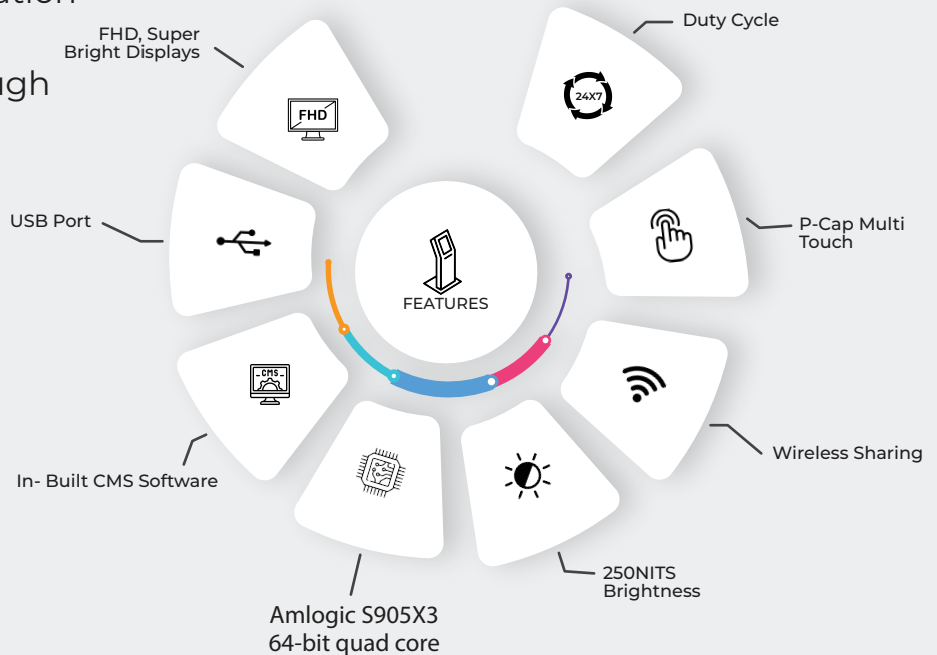 FHD, Super
Bright Displays
FHD
Duty Cycle
24X7
USB Port
P-Cap Multi
Touch
FEATURES
CMS
In- Built CMS Software
Wireless Sharing
250NITS
Brightness
Amlogic S905X3
64-bit quad core